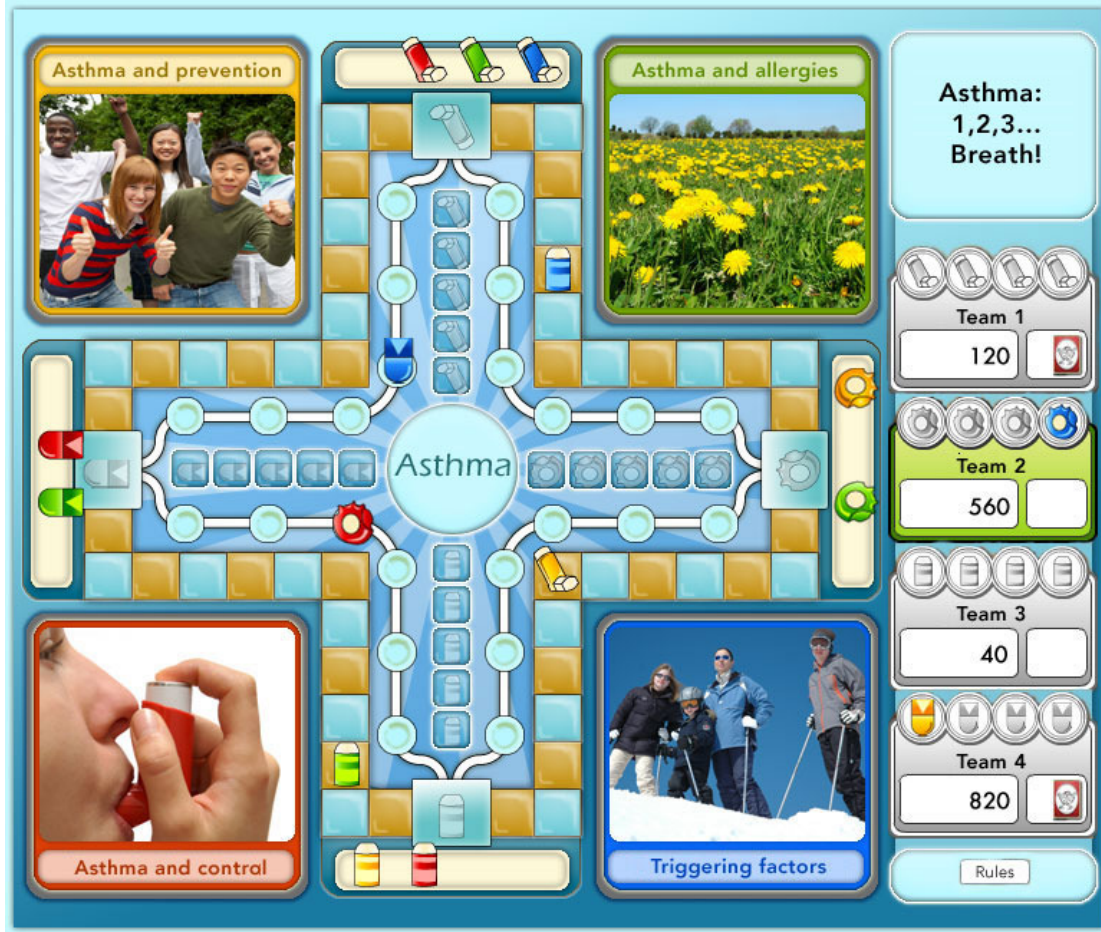 Asthma and prevention
Asthma and allergies
Asthma:
1,2,3...
Breath!
Team 1
120
Asthma
Team 2
560
Team 3
40
Team 4
820
Asthma and control
Triggering factors
Rules